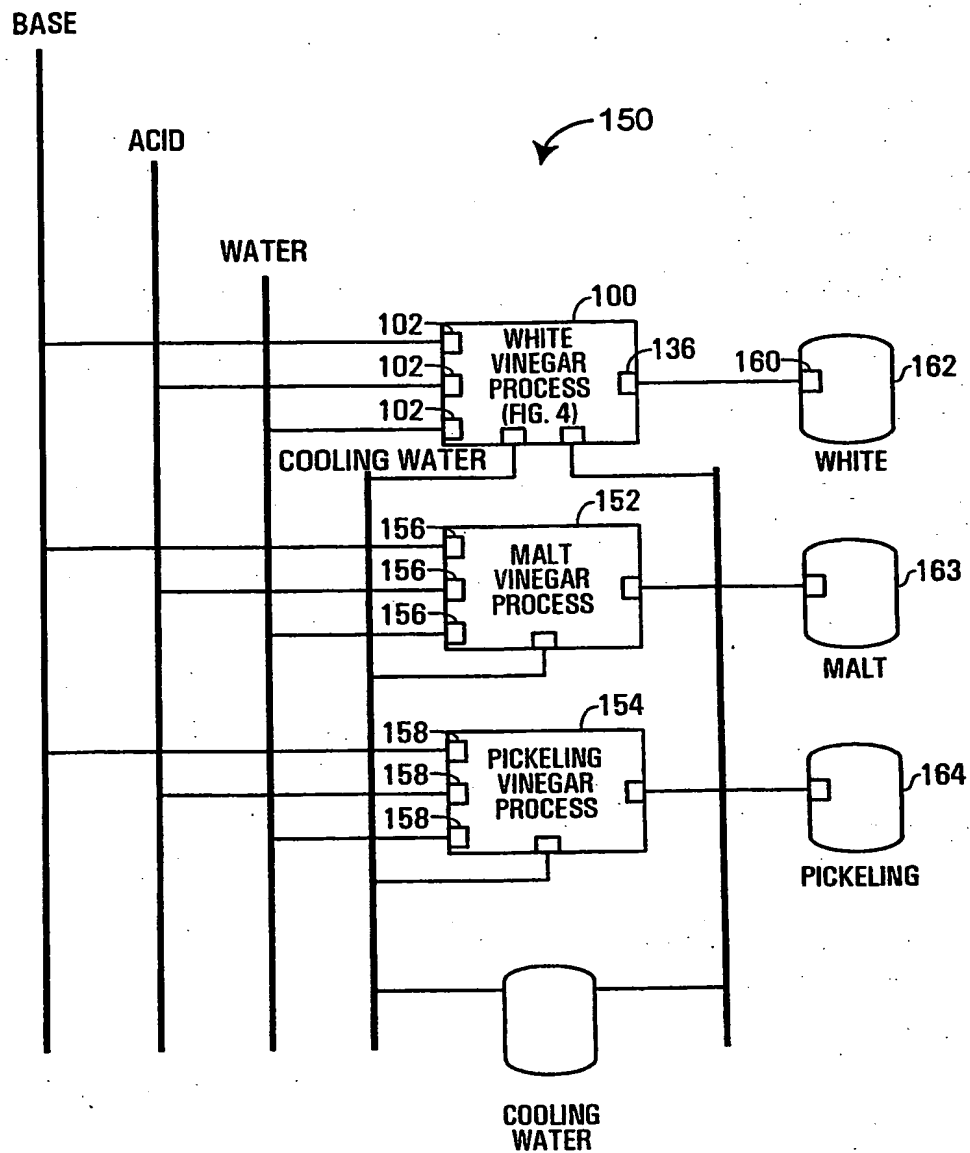 BASE
ACID
150
WATER
100
102
102
102
WHITE
VINEGAR
PROCESS
(FIG. 4)
136
160
162
WHITE
COOLING WATER
152
156
156
156
MALT
VINEGAR
PROCESS
163
MALT
154
158
158
158
PICKELING
VINEGAR
PROCESS
164
PICKELING
COOLING
WATER